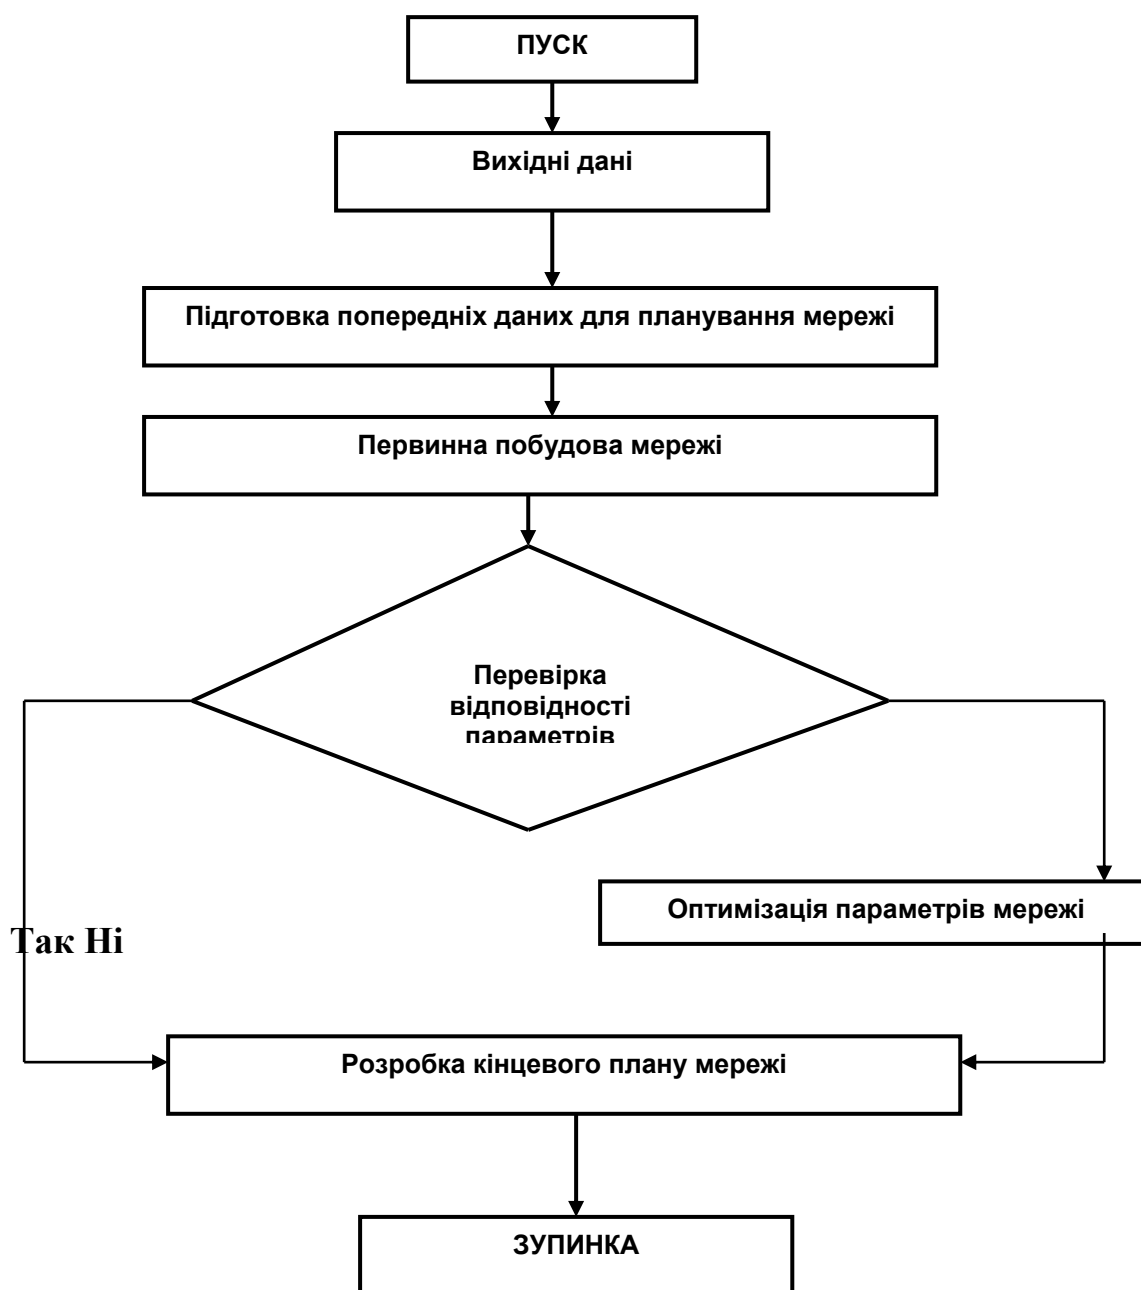 ПУСК
Вихідні дані
Підготовка попередніх даних для планування мережі
Первинна побудова мережі
Перевірка
відповідності
параметрів
Оптимізація параметрів мережі
Так Ні
Розробка кінцевого плану мережі
ЗУПИНКА